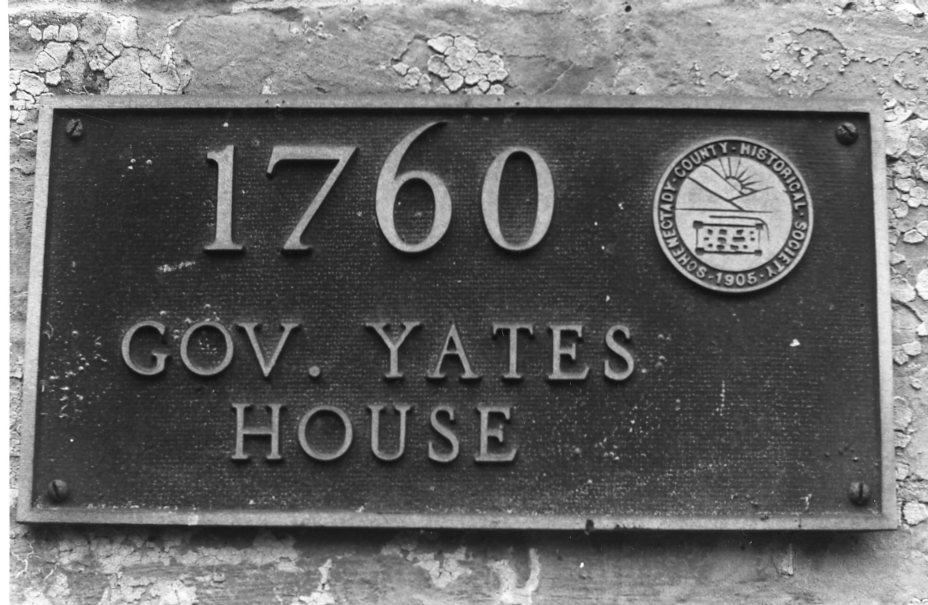 1760
SCHENECTADY · COUNTY · HISTORICAL · SOCIETY
· 1905 ·
GOV. YATES
HOUSE